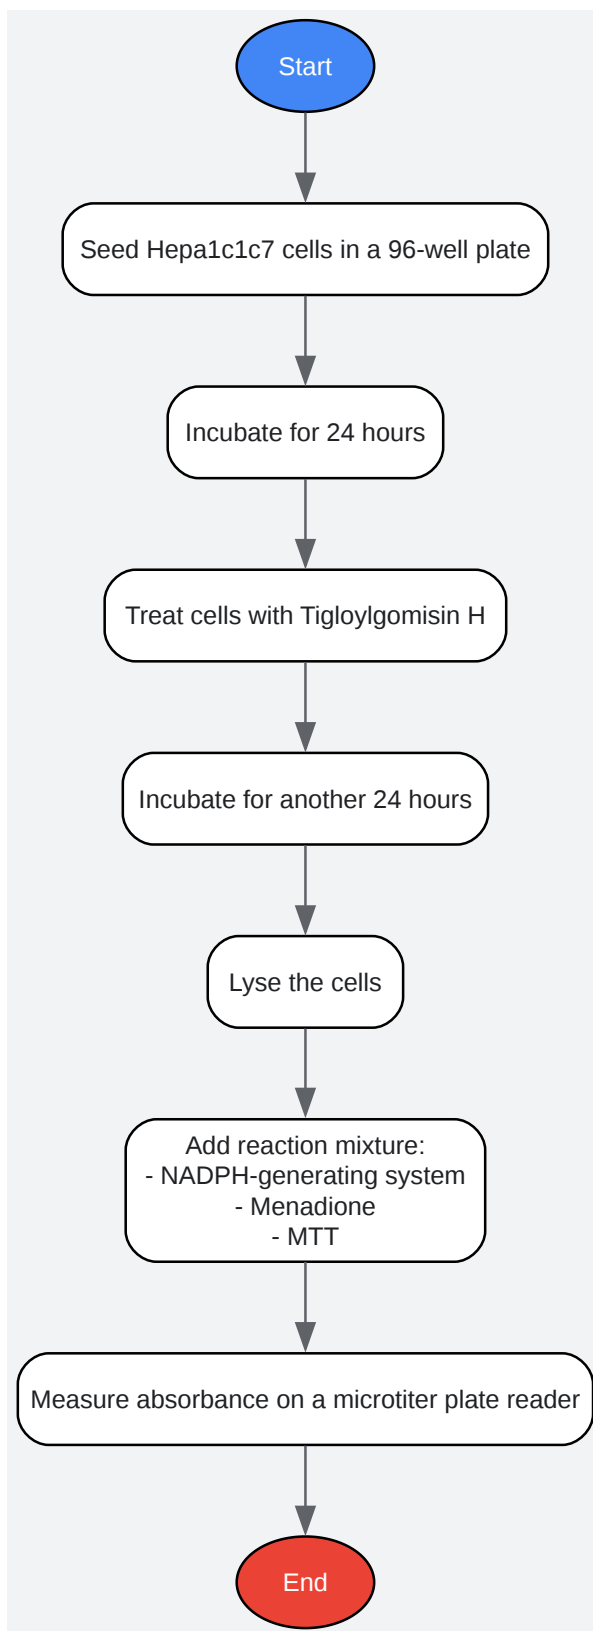 Start
Seed Hepa1c1c7 cells in a 96-well plate
Incubate for 24 hours
Treat cells with Tigloylgomisin H
Incubate for another 24 hours
Lyse the cells
Add reaction mixture:
- NADPH-generating system
- Menadione
- MTT
Measure absorbance on a microtiter plate reader
End